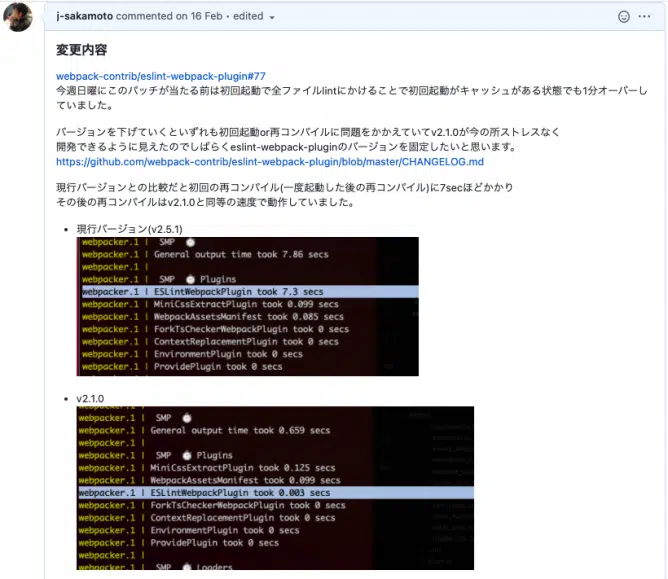 j-sakamoto commented on 16 Feb • edited
変更内容
webpack-contrib/eslint-webpack-plugin#77
今週日曜にこのパッチが当たる前は初回起動で全ファイルlintにかけることで初回起動がキャッシュがある状態でも1分オーバーし
ていました。
バージョンを下げていくといずれも初回起動or再コンパイルに問題をかかえていてv2.1.0が今の所ストレスなく
開発できるように見えたのでしばらくeslint-webpack-pluginのバージョンを固定したいと思います。
https://github.com/webpack-contrib/eslint-webpack-plugin/blob/master/CHANGELOG.md
現行バージョンとの比較だと初回の再コンパイル(一度起動した後の再コンパイル)に7secほどかかり
その後の再コンパイルはv2.1.0と同等の速度で動作していました。
• 現行バージョン(v2.5.1)
webpacker.1 | SMP ⏱
webpacker.1 | General output time took 7.86 secs
webpacker.1 |
webpacker.1 | SMP ⏱ Plugins
webpacker.1 | ESLintWebpackPlugin took 7.3 secs
webpacker.1 | MiniCssExtractPlugin took 0.099 secs
webpacker.1 | WebpackAssetsManifest took 0.085 secs
webpacker.1 | ForkTsCheckerWebpackPlugin took 0 secs
webpacker.1 | ContextReplacementPlugin took 0 secs
webpacker.1 | EnvironmentPlugin took 0 secs
webpacker.1 | ProvidePlugin took 0 secs
• v2.1.0
webpacker.1 | SMP ⏱
webpacker.1 | General output time took 0.659 secs
webpacker.1 |
webpacker.1 | SMP ⏱ Plugins
webpacker.1 | MiniCssExtractPlugin took 0.125 secs
webpacker.1 | WebpackAssetsManifest took 0.099 secs
webpacker.1 | ESLintWebpackPlugin took 0.003 secs
webpacker.1 | ForkTsCheckerWebpackPlugin took 0 secs
webpacker.1 | ContextReplacementPlugin took 0 secs
webpacker.1 | EnvironmentPlugin took 0 secs
webpacker.1 | ProvidePlugin took 0 secs
webpacker.1 |
webpacker.1 | SMP ⏱ Loaders